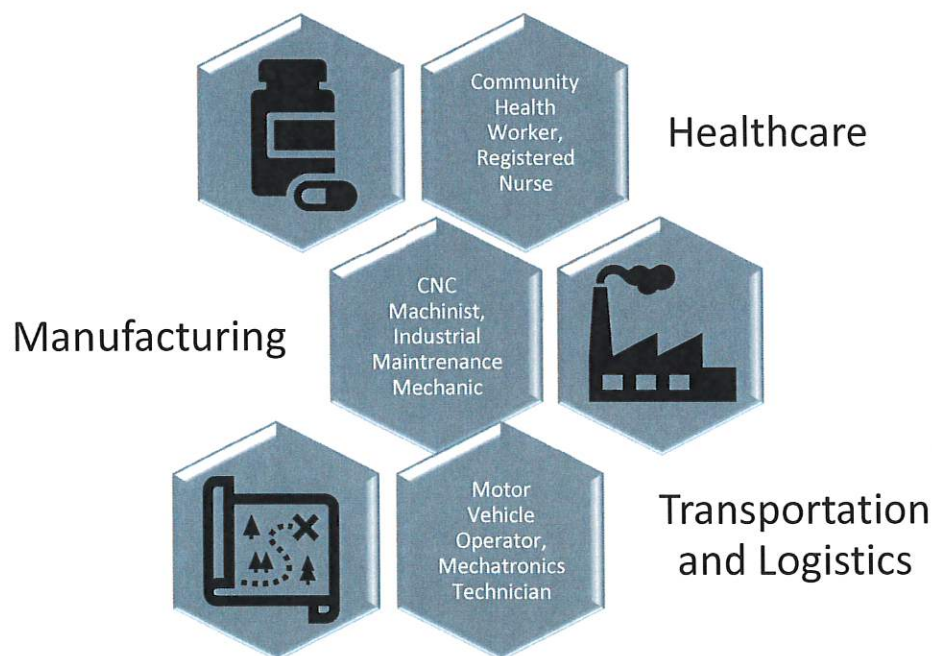 Community
Health
Worker,
Registered
Nurse
Healthcare
Manufacturing
CNC
Machinist,
Industrial
Maintrenance
Mechanic
Motor
Vehicle
Operator,
Mechatronics
Technician
Transportation
and Logistics